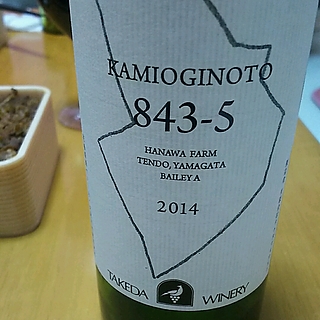 KAMIOGINOTO
843-5
HANAWA FARM
TENDO, YAMAGATA
BAILEY A
2014
TAKEDA WINERY